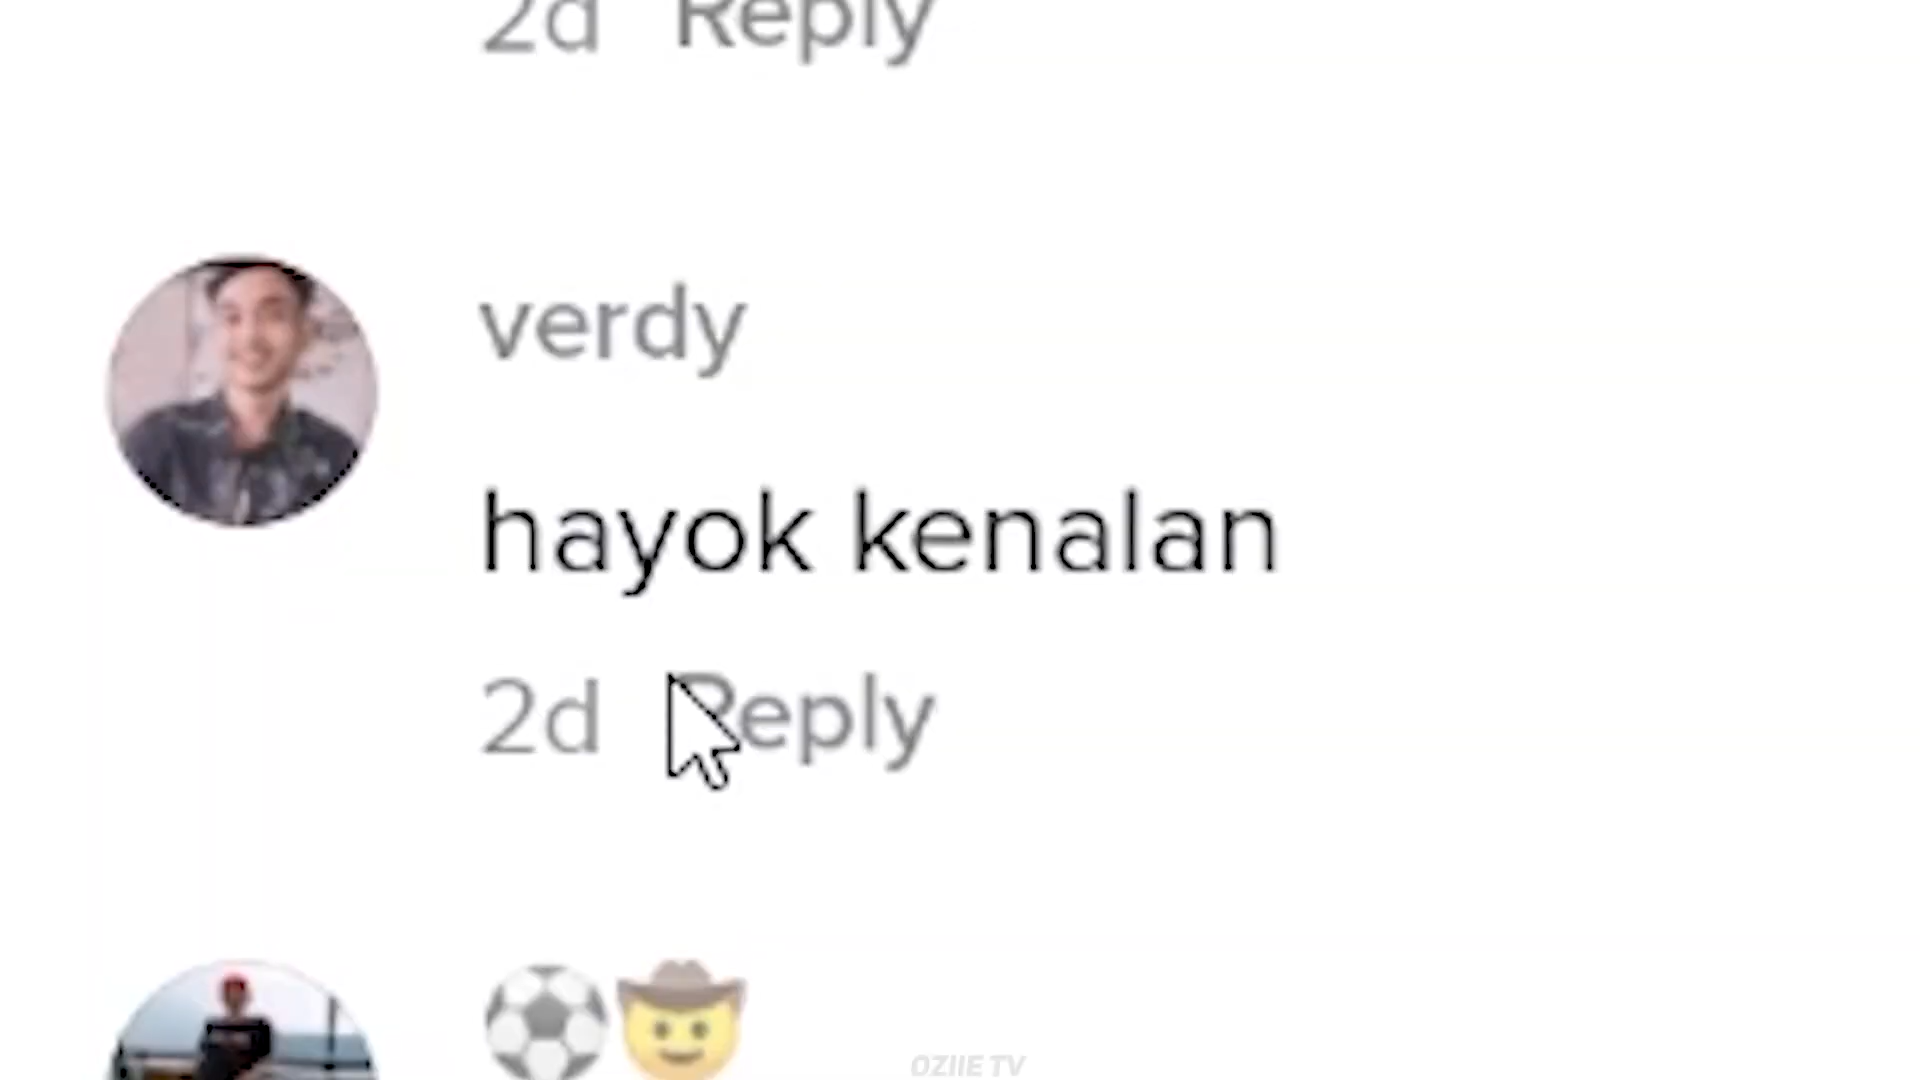 2d Reply
verdy
hayok kenalan
2d Reply
⚽🤠
OZIIE TV